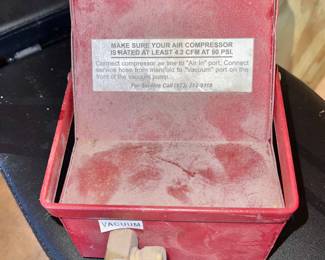 MAKE SURE YOUR AIR COMPRESSOR
IS RATED AT LEAST 4.2 CFM AT 90 PSI.
Connect compressor air line to "Air In" port. Connect
service hose from manifold to "Vacuum" port on the
front of the vacuum pump.
For Service Call
VACUUM